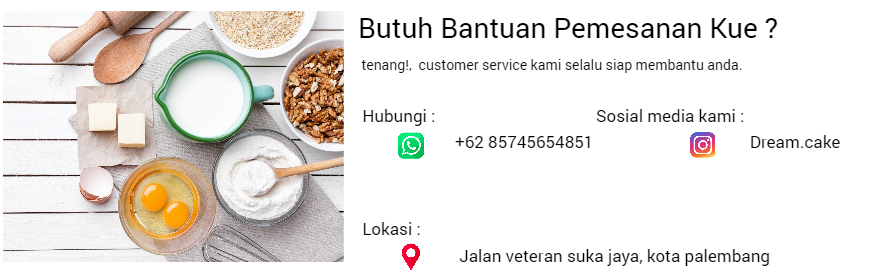 Butuh Bantuan Pemesanan Kue ?
tenang!, customer service kami selalu siap membantu anda.
Hubungi :
+62 85745654851
Sosial media kami :
Dream.cake
Lokasi :
Jalan veteran suka jaya, kota palembang